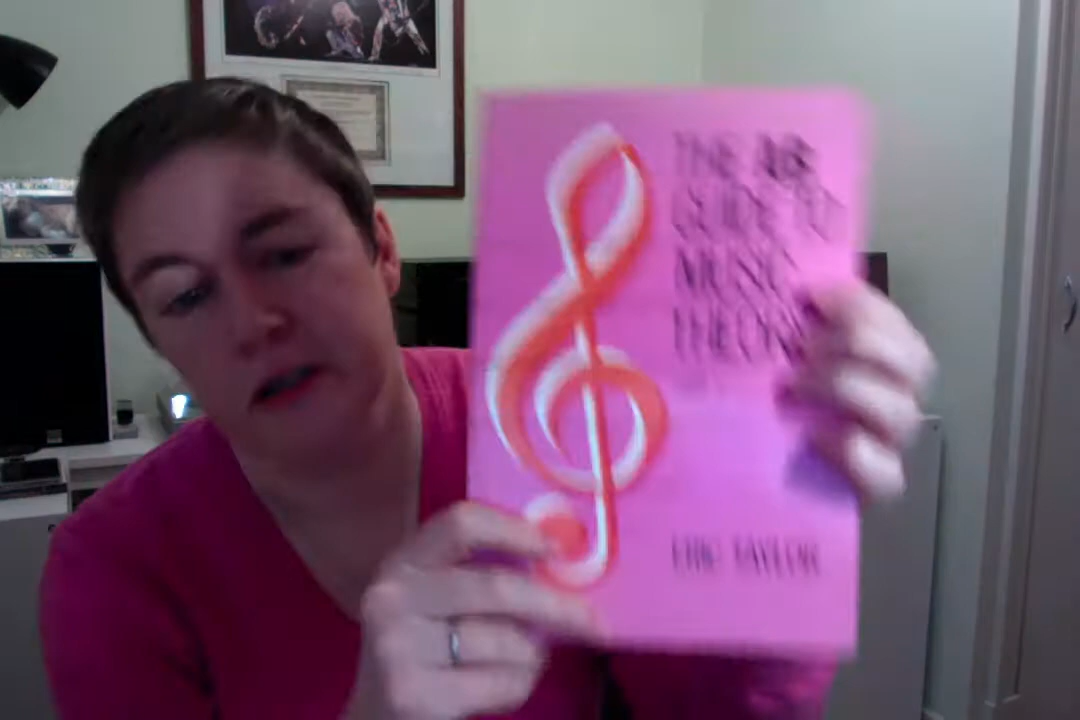 THE AB
GUIDE TO
MUSIC
THEORY
ERIC TAYLOR